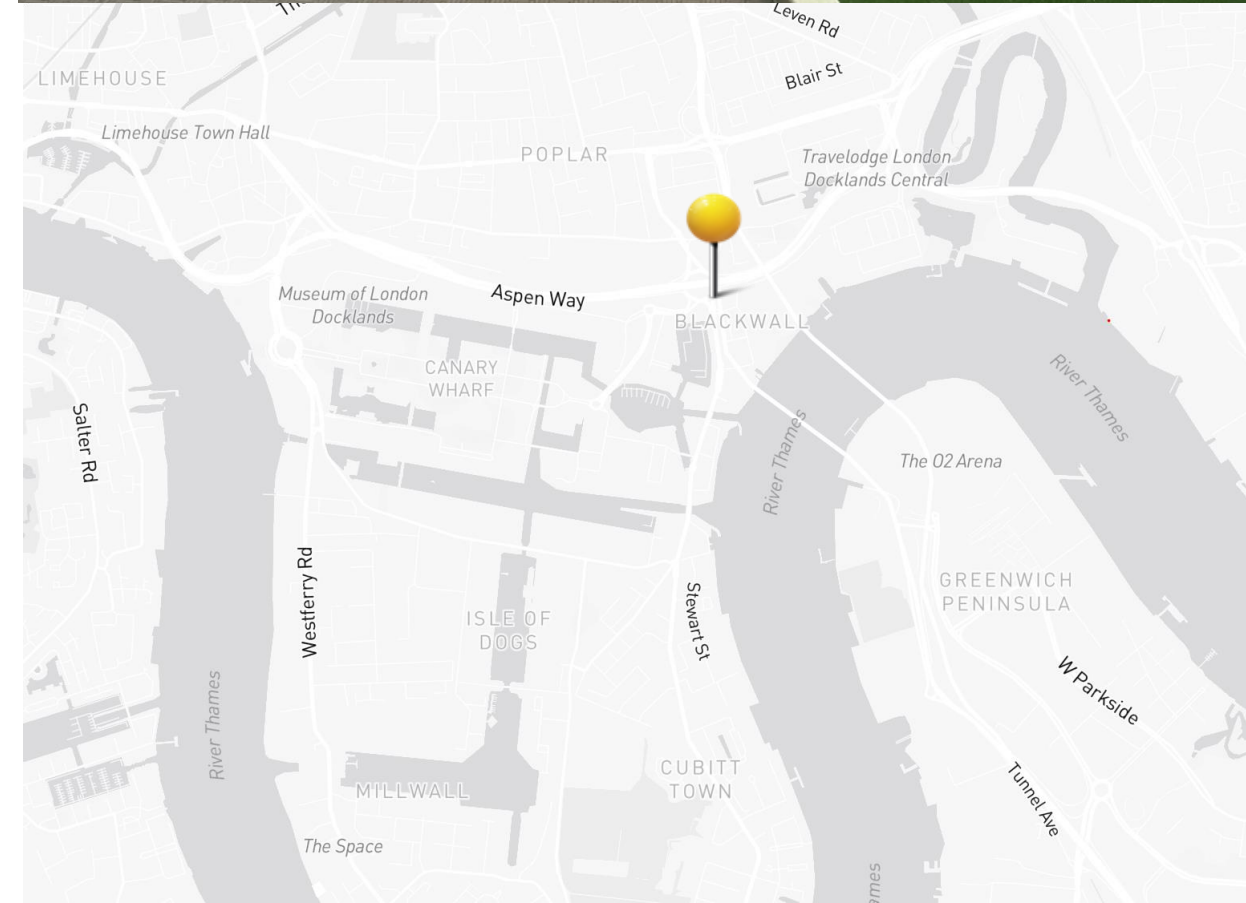 Leven Rd
Blair St
LIMEHOUSE
Limehouse Town Hall
POPLAR
Travelodge London
Docklands Central
Museum of London
Docklands
Aspen Way
BLACKWALL
CANARY
WHARF
River Thames
Salter Rd
River Thames
The O2 Arena
Westferry Rd
ISLE OF
DOGS
Stewart St
GREENWICH
PENINSULA
River Thames
W Parkside
CUBITT
TOWN
MILLWALL
Tunnel Ave
The Space